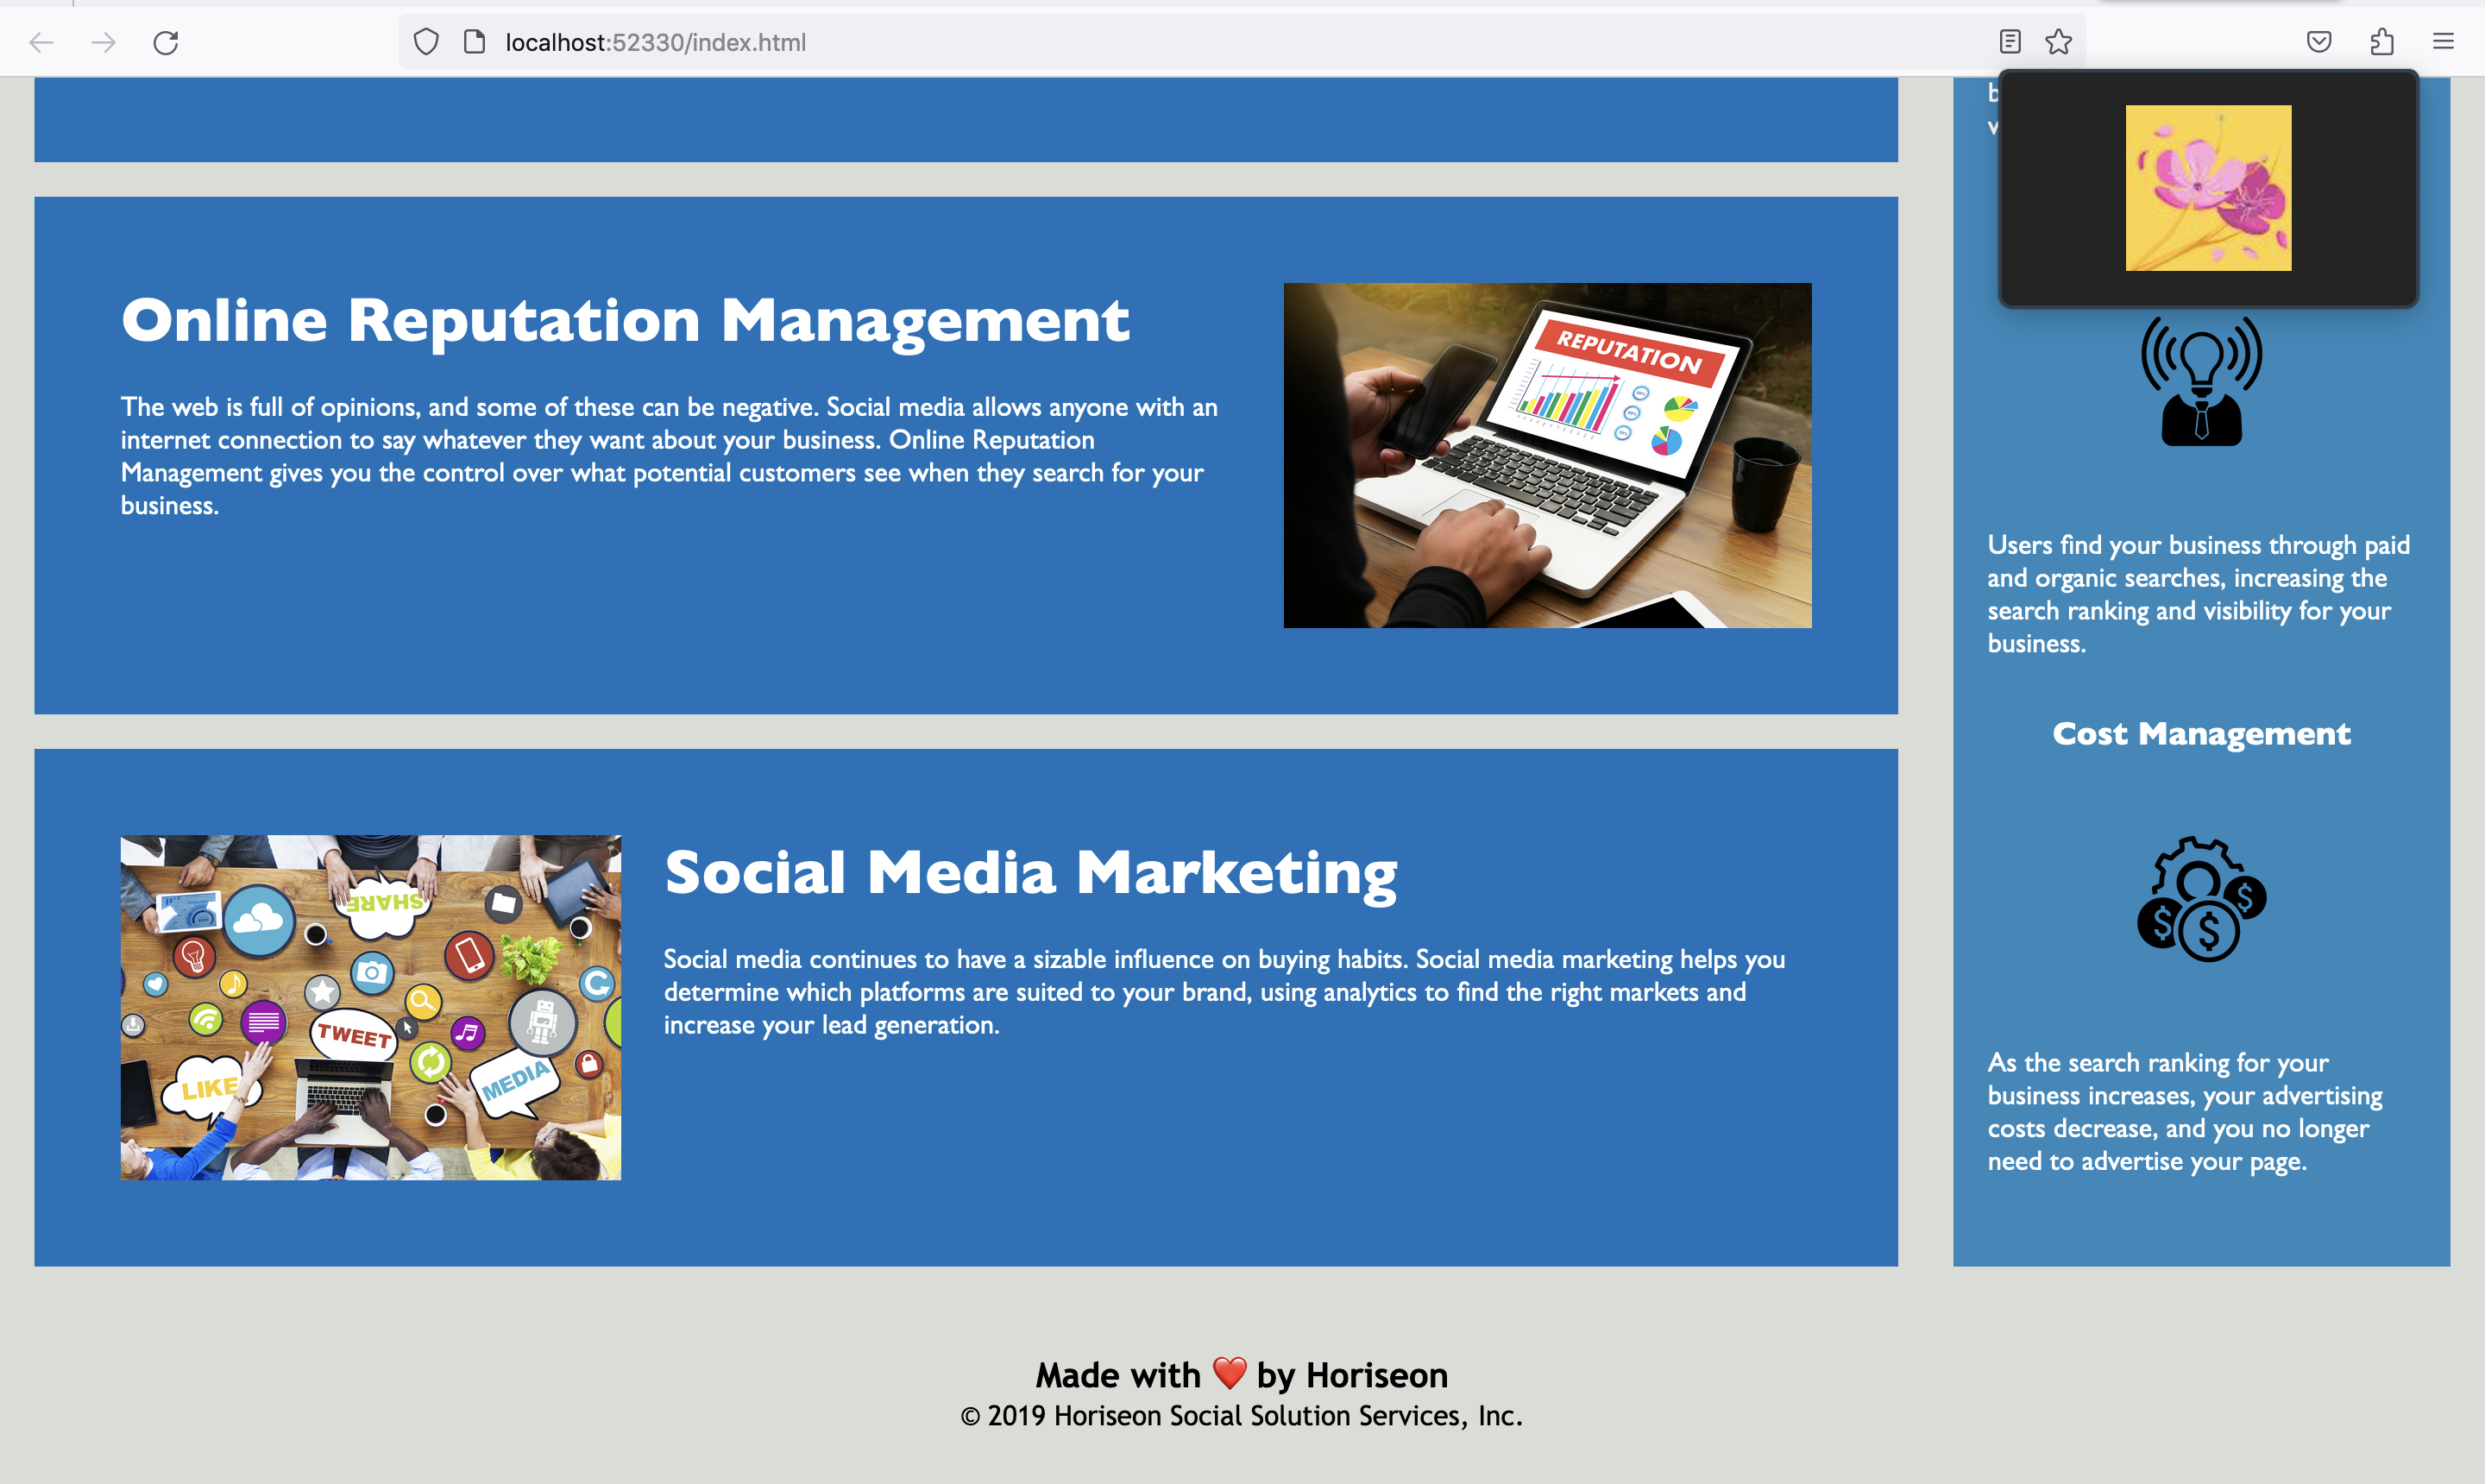 localhost:52330/index.html
Online Reputation Management
The web is full of opinions, and some of these can be negative. Social media allows anyone with an
internet connection to say whatever they want about your business. Online Reputation
Management gives you the control over what potential customers see when they search for your
business.
REPUTATION
Social Media Marketing
Social media continues to have a sizable influence on buying habits. Social media marketing helps you
determine which platforms are suited to your brand, using analytics to find the right markets and
increase your lead generation.
SHARE
TWEET
LIKE
MEDIA
Users find your business through paid
and organic searches, increasing the
search ranking and visibility for your
business.
Cost Management
As the search ranking for your
business increases, your advertising
costs decrease, and you no longer
need to advertise your page.
Made with ❤️ by Horiseon
© 2019 Horiseon Social Solution Services, Inc.